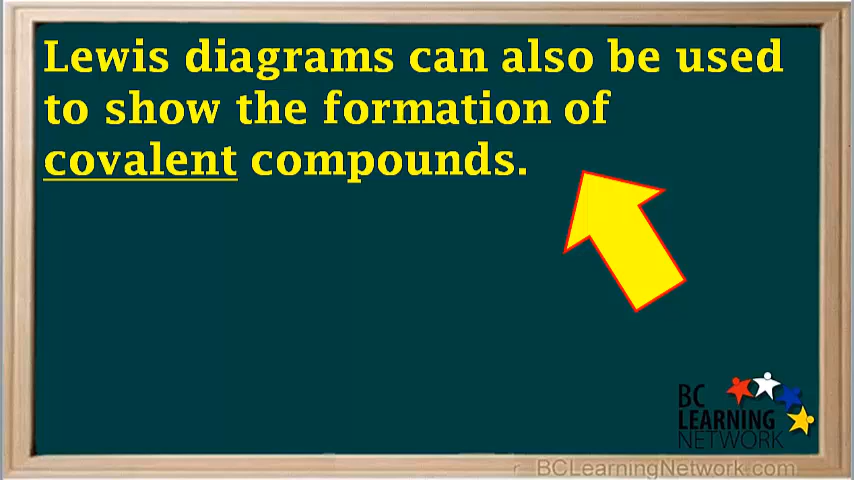 Lewis diagrams can also be used
to show the formation of
covalent compounds.
BC
LEARNING
NETWORK
BCLearningNetwork.com